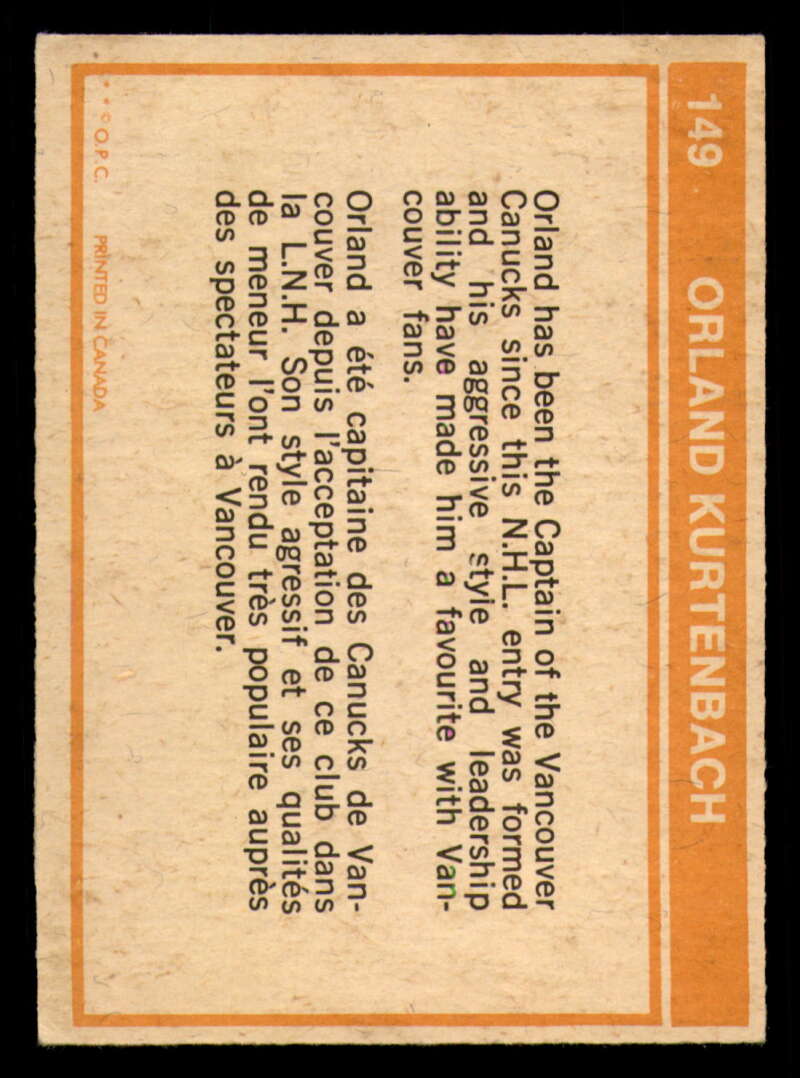 149 ORLAND KURTENBACH
Orland has been the Captain of the Vancouver
Canucks since this N.H.L. entry was formed
and his aggressive style and leadership
ability have made him a favourite with Van-
couver fans.
Orland a été capitaine des Canucks de Van-
couver depuis l'acceptation de ce club dans
la L.N.H. Son style agressif et ses qualités
de meneur l'ont rendu très populaire auprès
des spectateurs à Vancouver.
* * © O.P.C. PRINTED IN CANADA